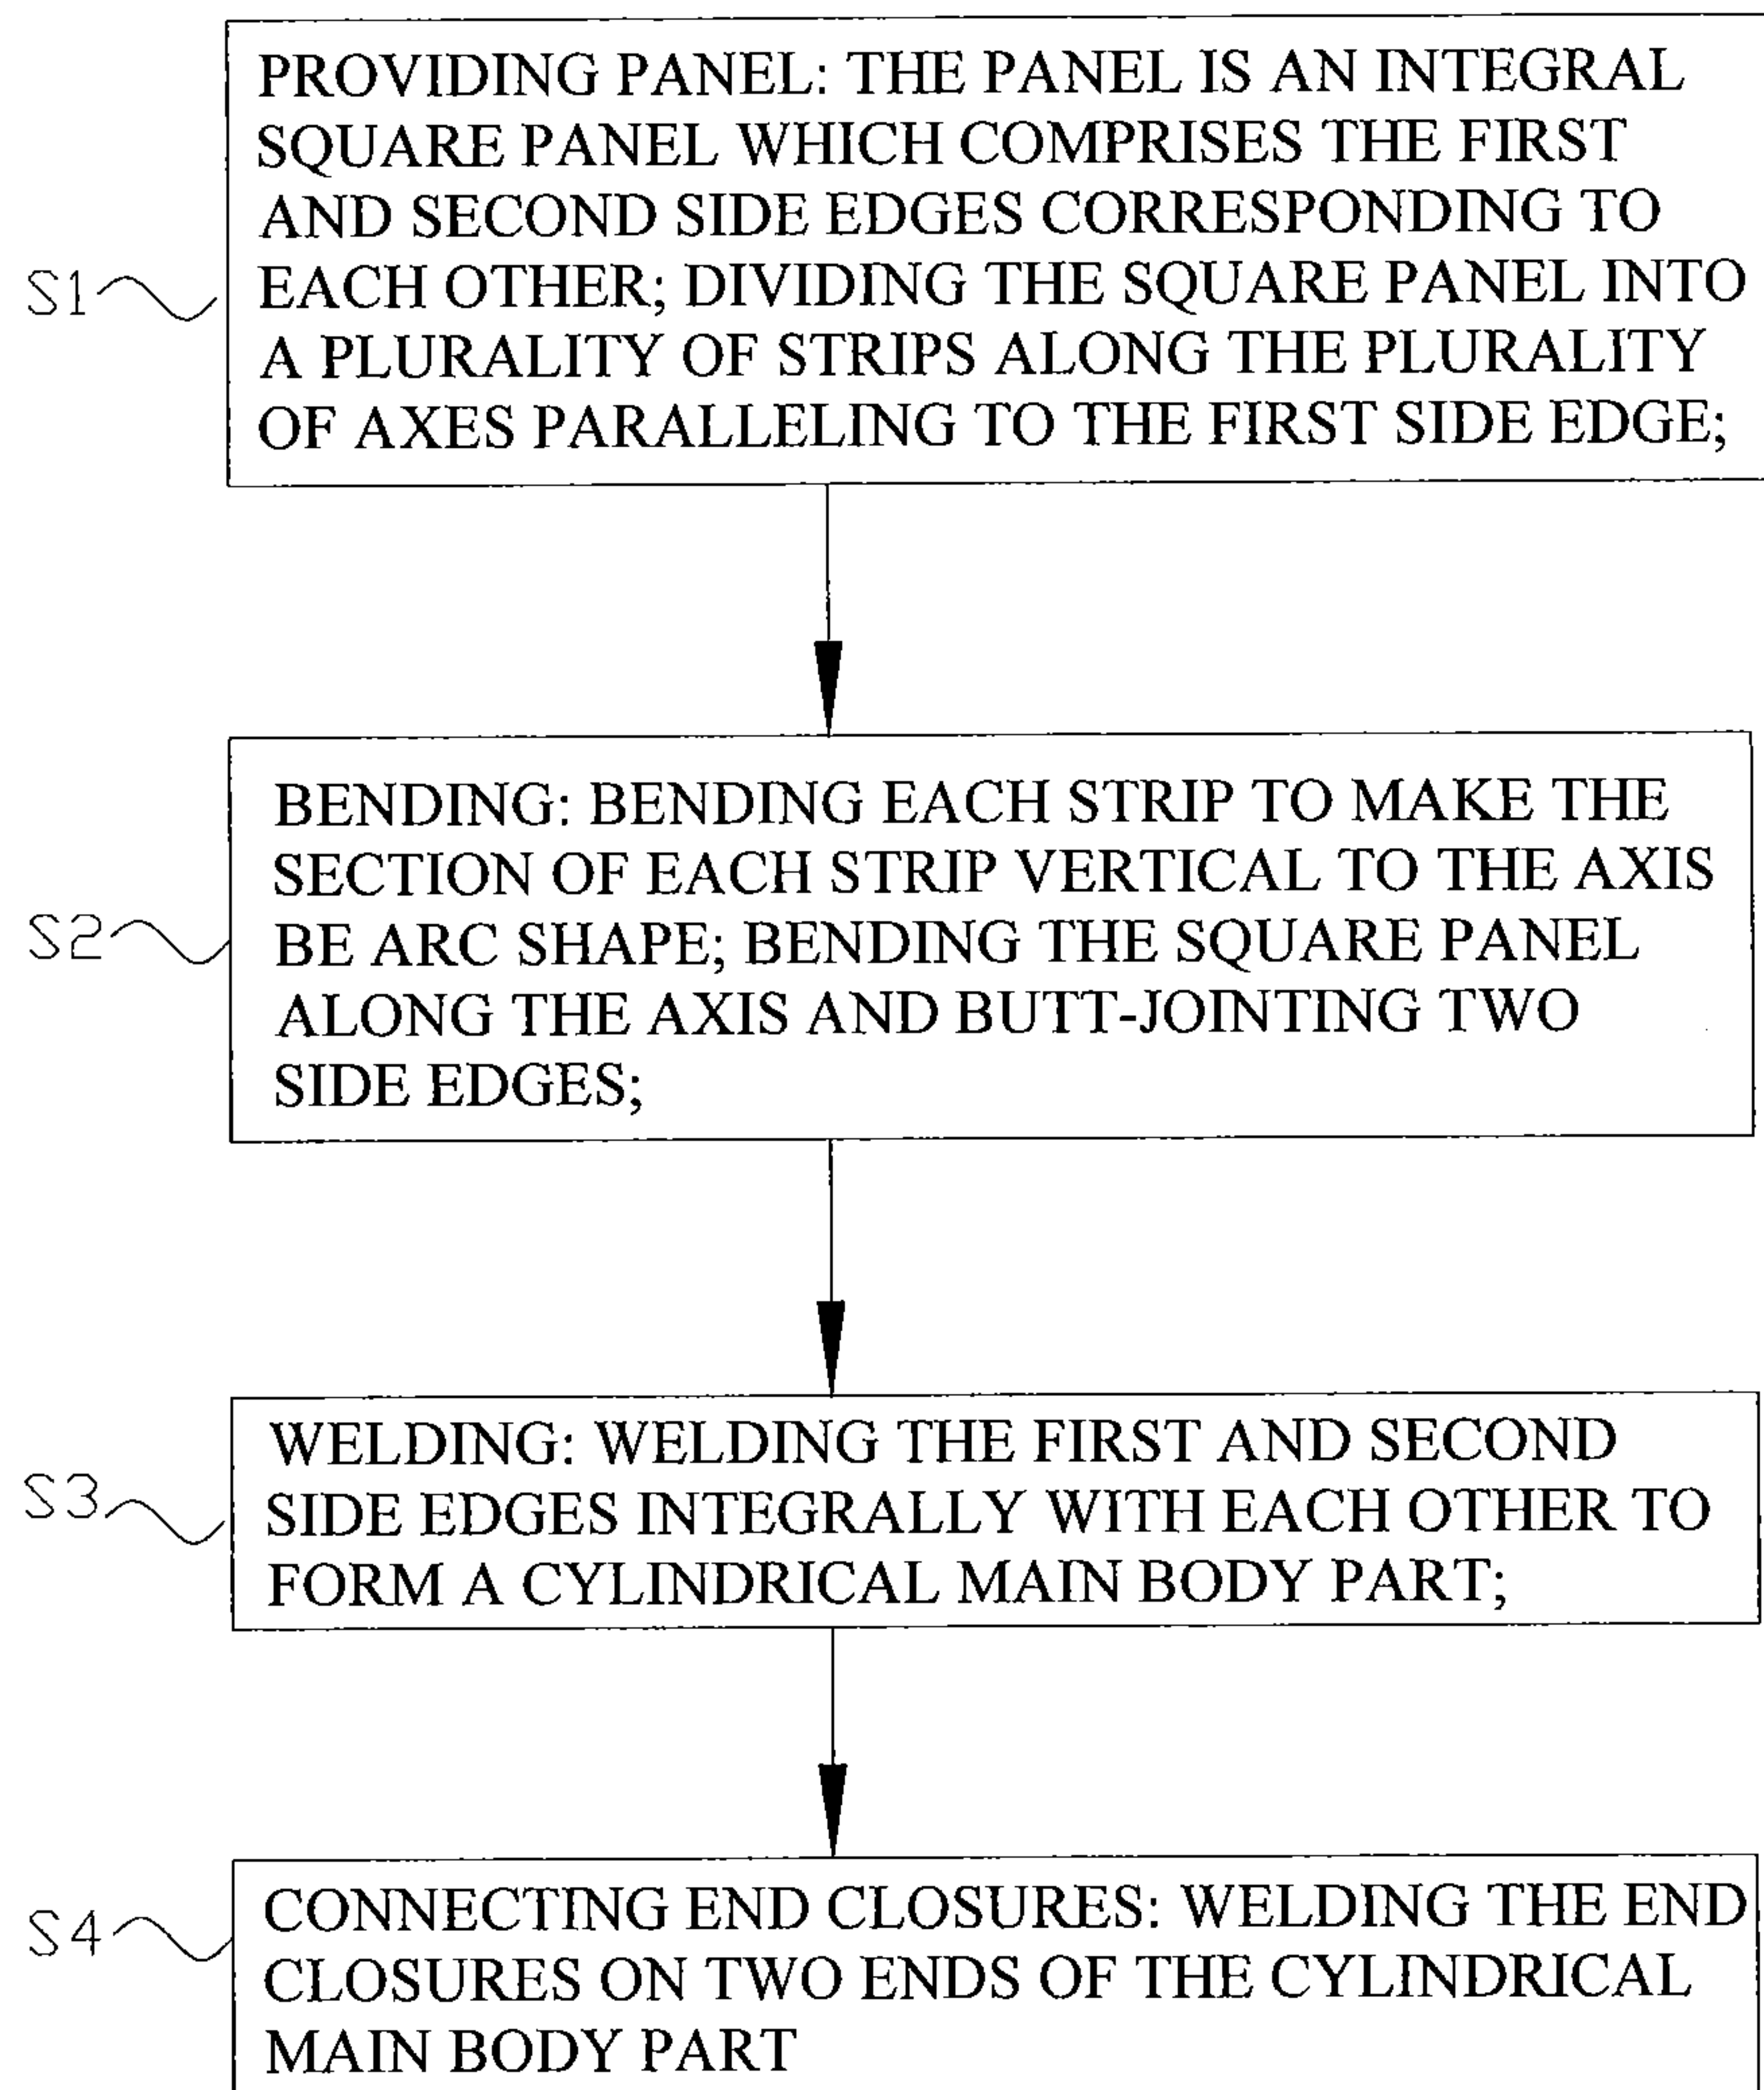 PROVIDING PANEL: THE PANEL IS AN INTEGRAL
SQUARE PANEL WHICH COMPRISES THE FIRST
AND SECOND SIDE EDGES CORRESPONDING TO
S1 EACH OTHER; DIVIDING THE SQUARE PANEL INTO
A PLURALITY OF STRIPS ALONG THE PLURALITY
OF AXES PARALLELING TO THE FIRST SIDE EDGE;
BENDING: BENDING EACH STRIP TO MAKE THE
SECTION OF EACH STRIP VERTICAL TO THE AXIS
S2 BE ARC SHAPE; BENDING THE SQUARE PANEL
ALONG THE AXIS AND BUTT-JOINTING TWO
SIDE EDGES;
WELDING: WELDING THE FIRST AND SECOND
S3 SIDE EDGES INTEGRALLY WITH EACH OTHER TO
FORM A CYLINDRICAL MAIN BODY PART;
S4 CONNECTING END CLOSURES: WELDING THE END
CLOSURES ON TWO ENDS OF THE CYLINDRICAL
MAIN BODY PART